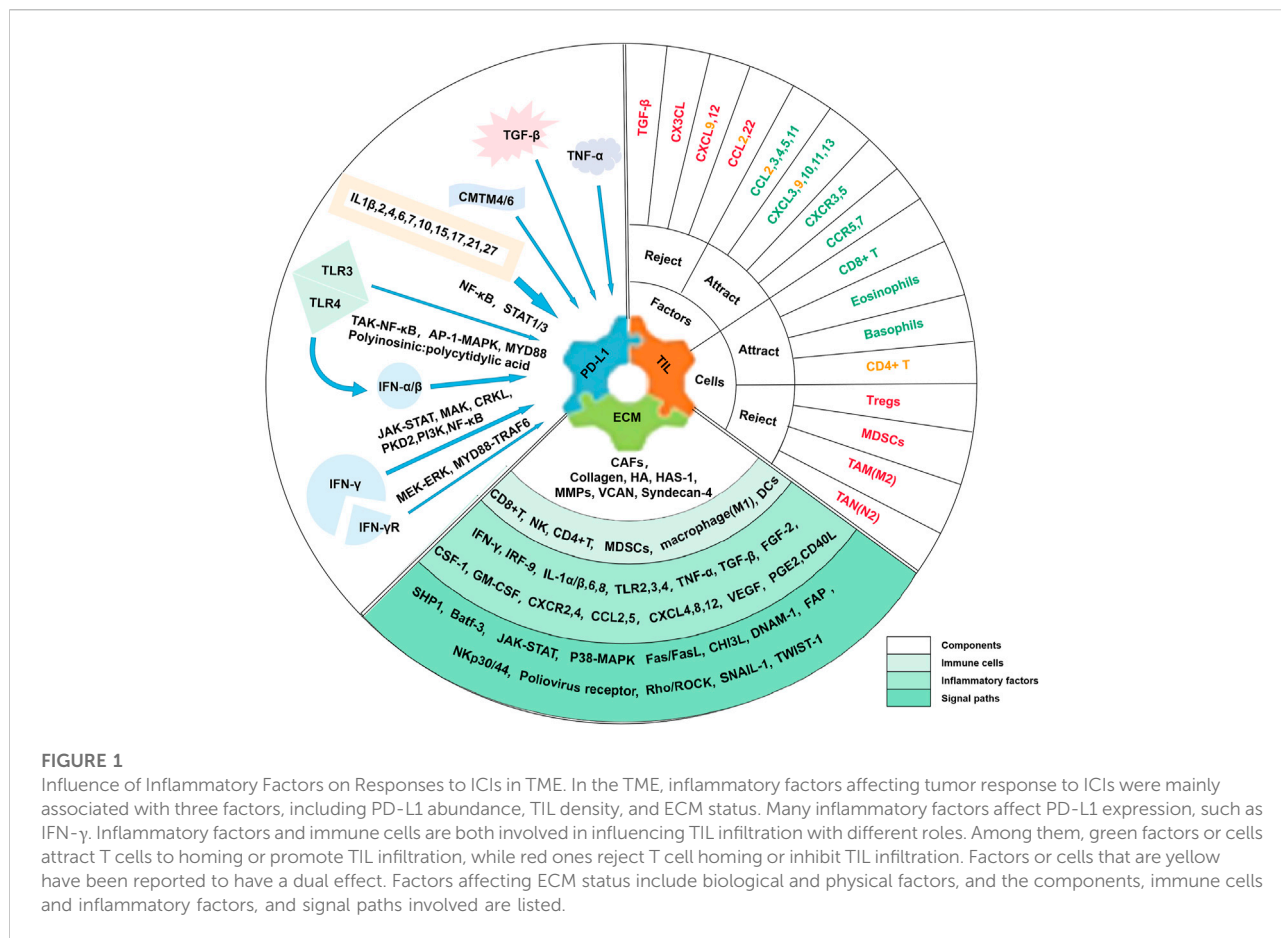 TGF-β
TNF-α
CMTM4/6
IL1β,2,4,6,7,10,15,17,21,27
TLR3
TLR4
NF-κB, STAT1/3
TAK-NF-κB, AP-1-MAPK, MYD88
Polyinosinic:polycytidylic acid
IFN-α/β
JAK-STAT, MAK, CRKL,
PKD2,PI3K,NF-κB
MEK-ERK, MYD88-TRAF6
IFN-γ
IFN-γR
PD-L1
TIL
ECM
Factors
Reject
TGF-β
CX3CL
CXCL9,12
CCL2,22
Attract
CCL2,3,4,5,11
CXCL3,9,10,11,13
CXCR3,5
CCR5,7
Cells
Attract
CD8+ T
Eosinophils
Basophils
CD4+ T
Reject
Tregs
MDSCs
TAM(M2)
TAN(N2)
CAFs,
Collagen, HA, HAS-1,
MMPs, VCAN, Syndecan-4
CD8+T, NK, CD4+T, MDSCs, macrophage(M1), DCs
IFN-γ, IRF-9, IL-1α/β,6,8, TLR2,3,4, TNF-α, TGF-β, FGF-2,
CSF-1, GM-CSF, CXCR2,4, CCL2,5, CXCL4,8,12, VEGF, PGE2,CD40L
SHP1, Batf-3, JAK-STAT, P38-MAPK Fas/FasL, CHI3L, DNAM-1, FAP ,
NKp30/44, Poliovirus receptor, Rho/ROCK, SNAIL-1, TWIST-1
Components
Immune cells
Inflammatory factors
Signal paths
FIGURE 1
Influence of Inflammatory Factors on Responses to ICIs in TME. In the TME, inflammatory factors affecting tumor response to ICIs were mainly
associated with three factors, including PD-L1 abundance, TIL density, and ECM status. Many inflammatory factors affect PD-L1 expression, such as
IFN-γ. Inflammatory factors and immune cells are both involved in influencing TIL infiltration with different roles. Among them, green factors or cells
attract T cells to homing or promote TIL infiltration, while red ones reject T cell homing or inhibit TIL infiltration. Factors or cells that are yellow
have been reported to have a dual effect. Factors affecting ECM status include biological and physical factors, and the components, immune cells
and inflammatory factors, and signal paths involved are listed.